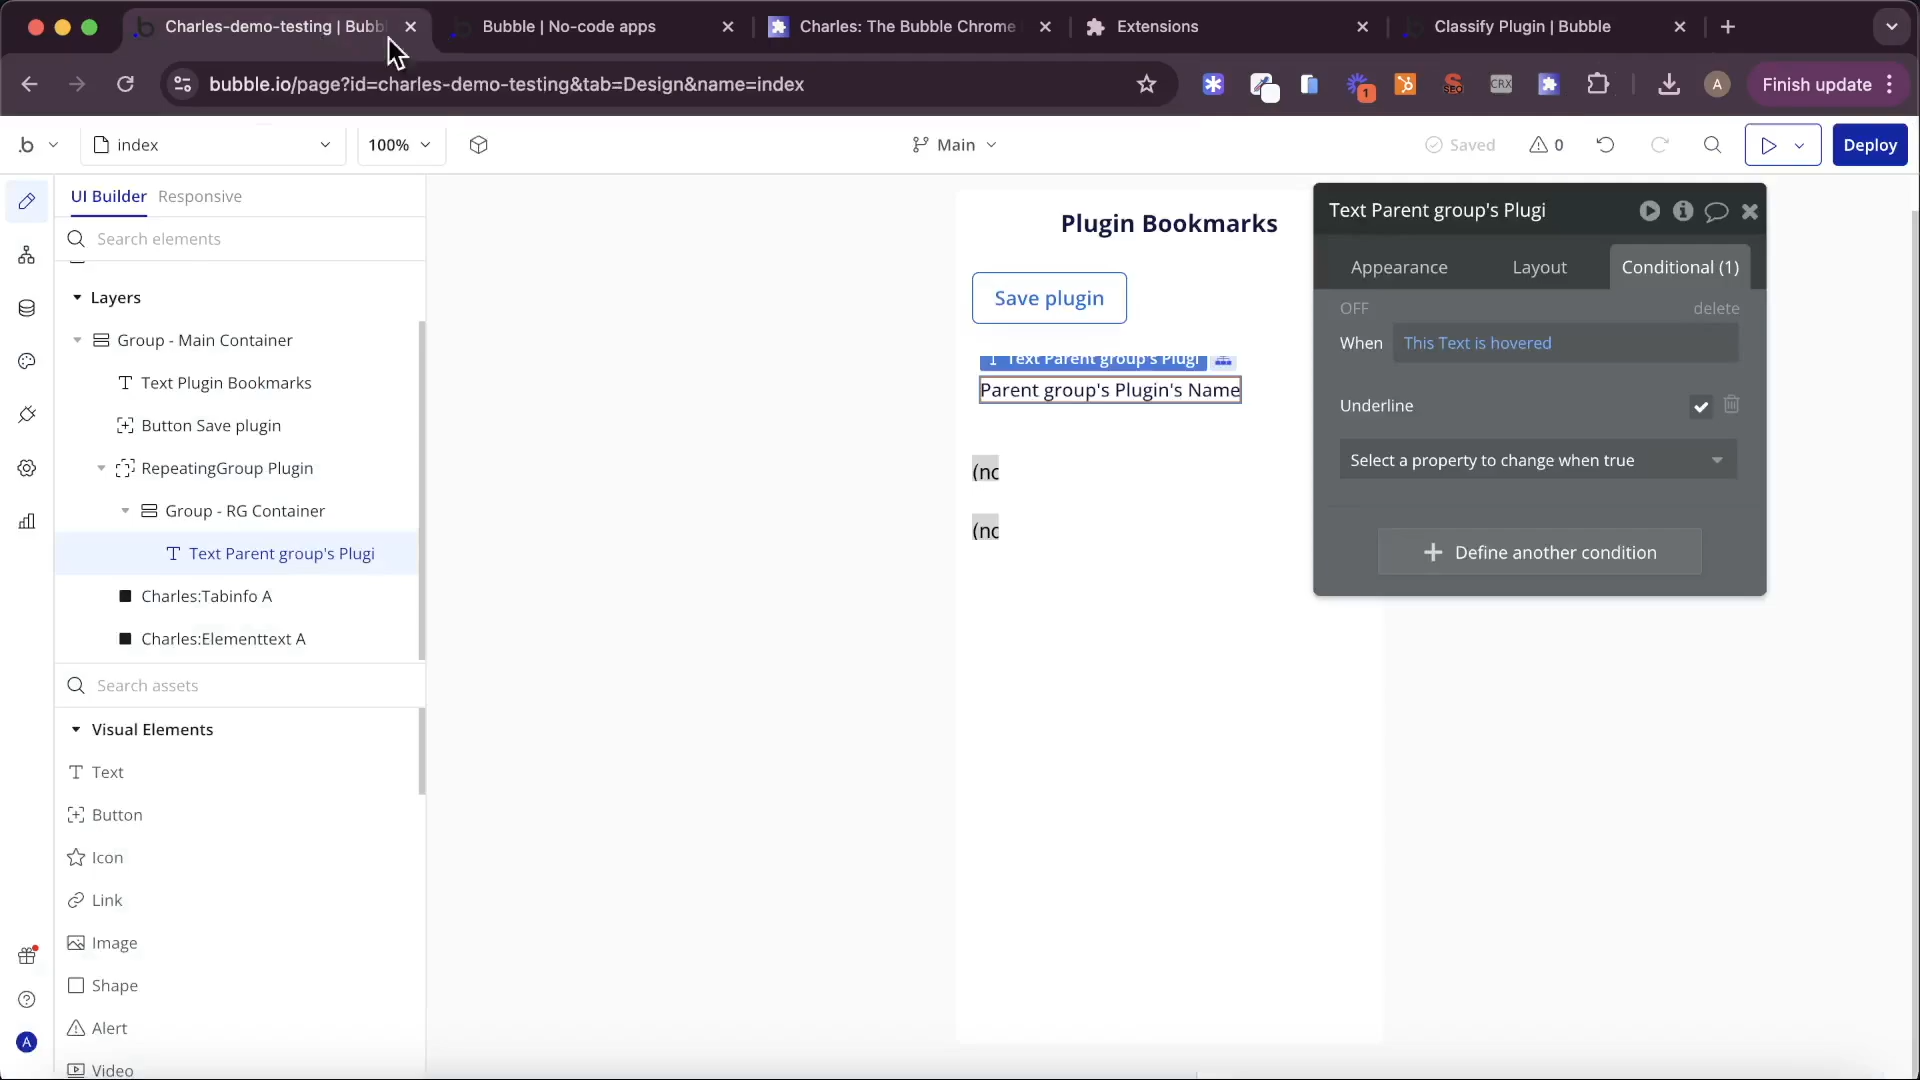 Charles-demo-testing | Bubbl
Bubble | No-code apps
Charles: The Bubble Chrome
Extensions
Classify Plugin | Bubble
bubble.io/page?id=charles-demo-testing&tab=Design&name=index
1
SEO
CRX
A
Finish update
.b
index
100%
Main
Saved
0
Deploy
UI Builder
Responsive
Search elements
Layers
Group - Main Container
Text Plugin Bookmarks
Button Save plugin
RepeatingGroup Plugin
Group - RG Container
Text Parent group's Plugi
Charles:Tabinfo A
Charles:Elementtext A
Search assets
Visual Elements
Text
Button
Icon
Link
Image
Shape
Alert
Video
A
Plugin Bookmarks
Save plugin
Text Parent group's Plugi
Parent group's Plugin's Name
(nc
(nc
Text Parent group's Plugi
Appearance
Layout
Conditional (1)
OFF
delete
When
This Text is hovered
Underline
Select a property to change when true
Define another condition